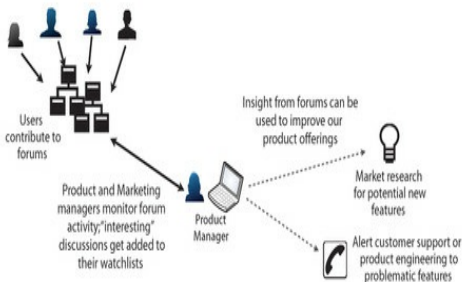 Users
contribute to
forums
Insight from forums can be
used to improve our
product offerings
Product and Marketing
managers monitor forum
activity;"interesting"
discussions get added to
their watchlists
Product
Manager
Market research
for potential new
features
Alert customer support or
product engineering to
problematic features